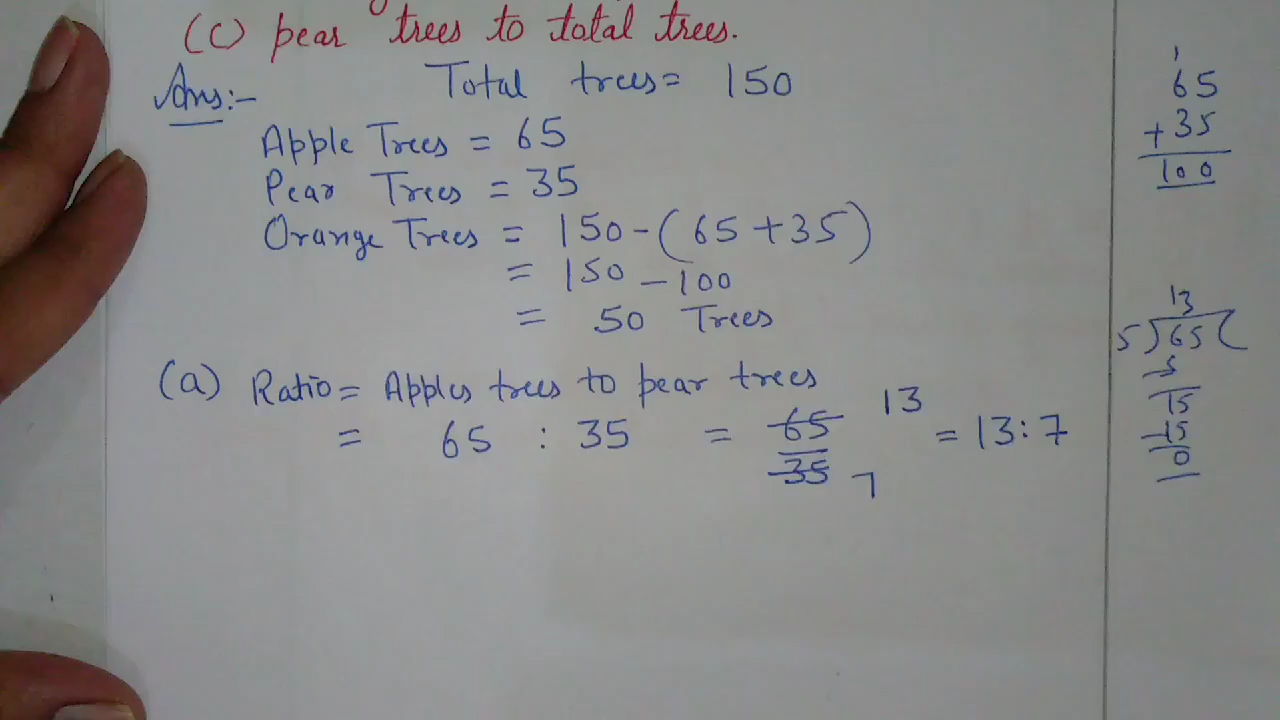 (c) pear trees to total trees.
Ans:- Total trees = 150
Apple Trees = 65
Pear Trees = 35
Orange Trees = 150 - (65 + 35)
= 150 - 100
= 50 Trees
(a) Ratio = Apples trees to pear trees
= 65 : 35 = 65/35 13 7 = 13:7
1
65
+ 35
100
13
5)65(
5
15
-15
0